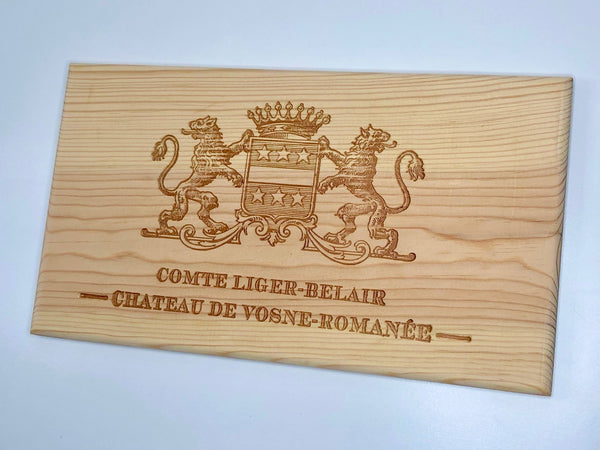 COMTE LIGER-BELAIR
CHATEAU DE VOSNE-ROMANÉE